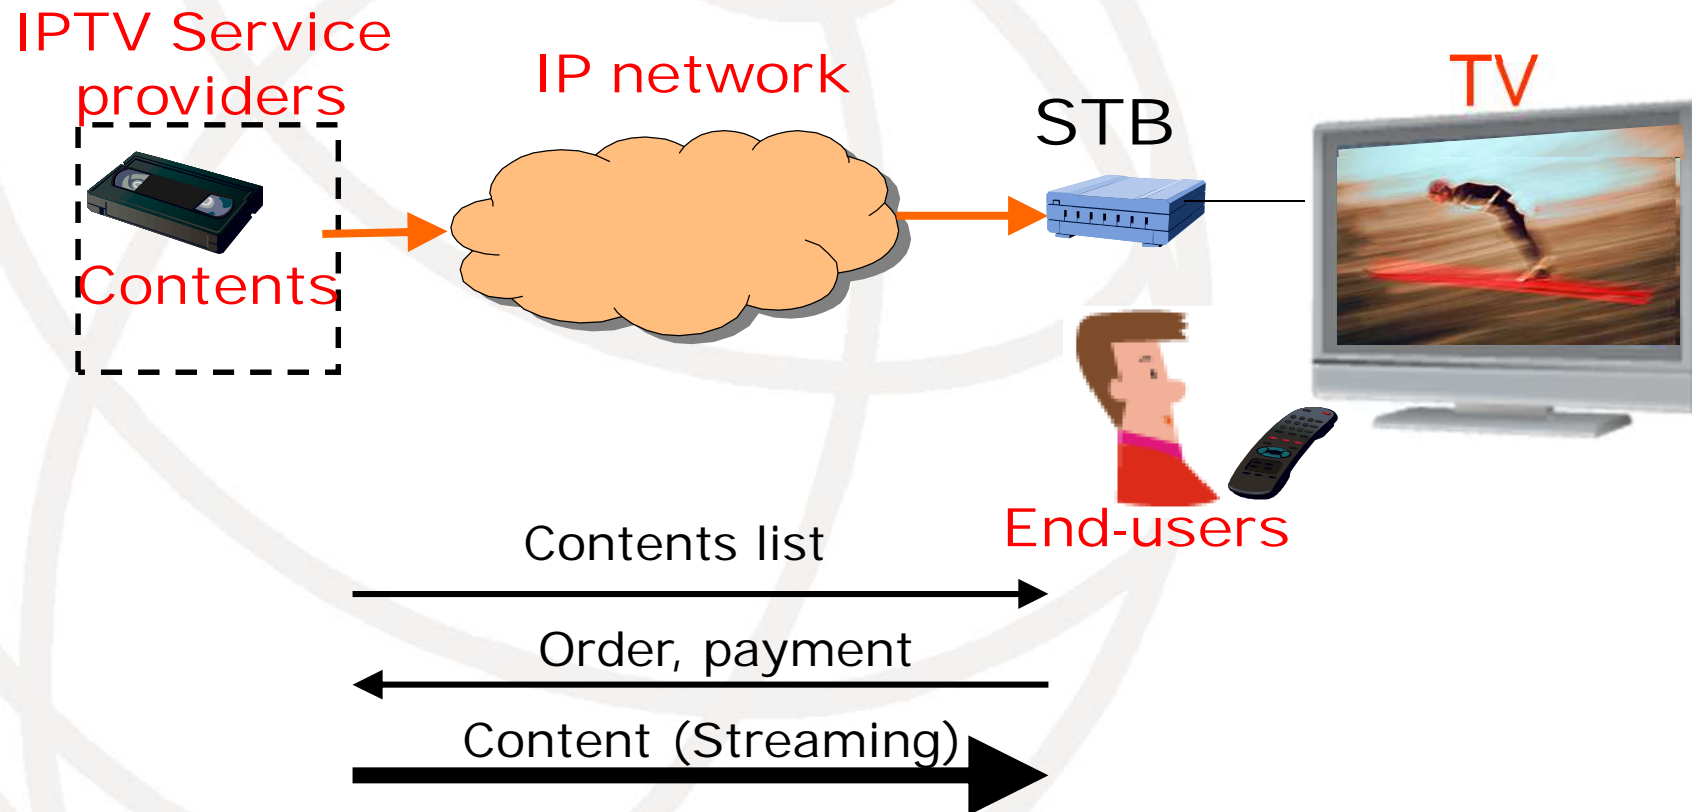 IPTV Service
providers
IP network
STB
TV
Contents
End-users
Contents list
Order, payment
Content (Streaming)